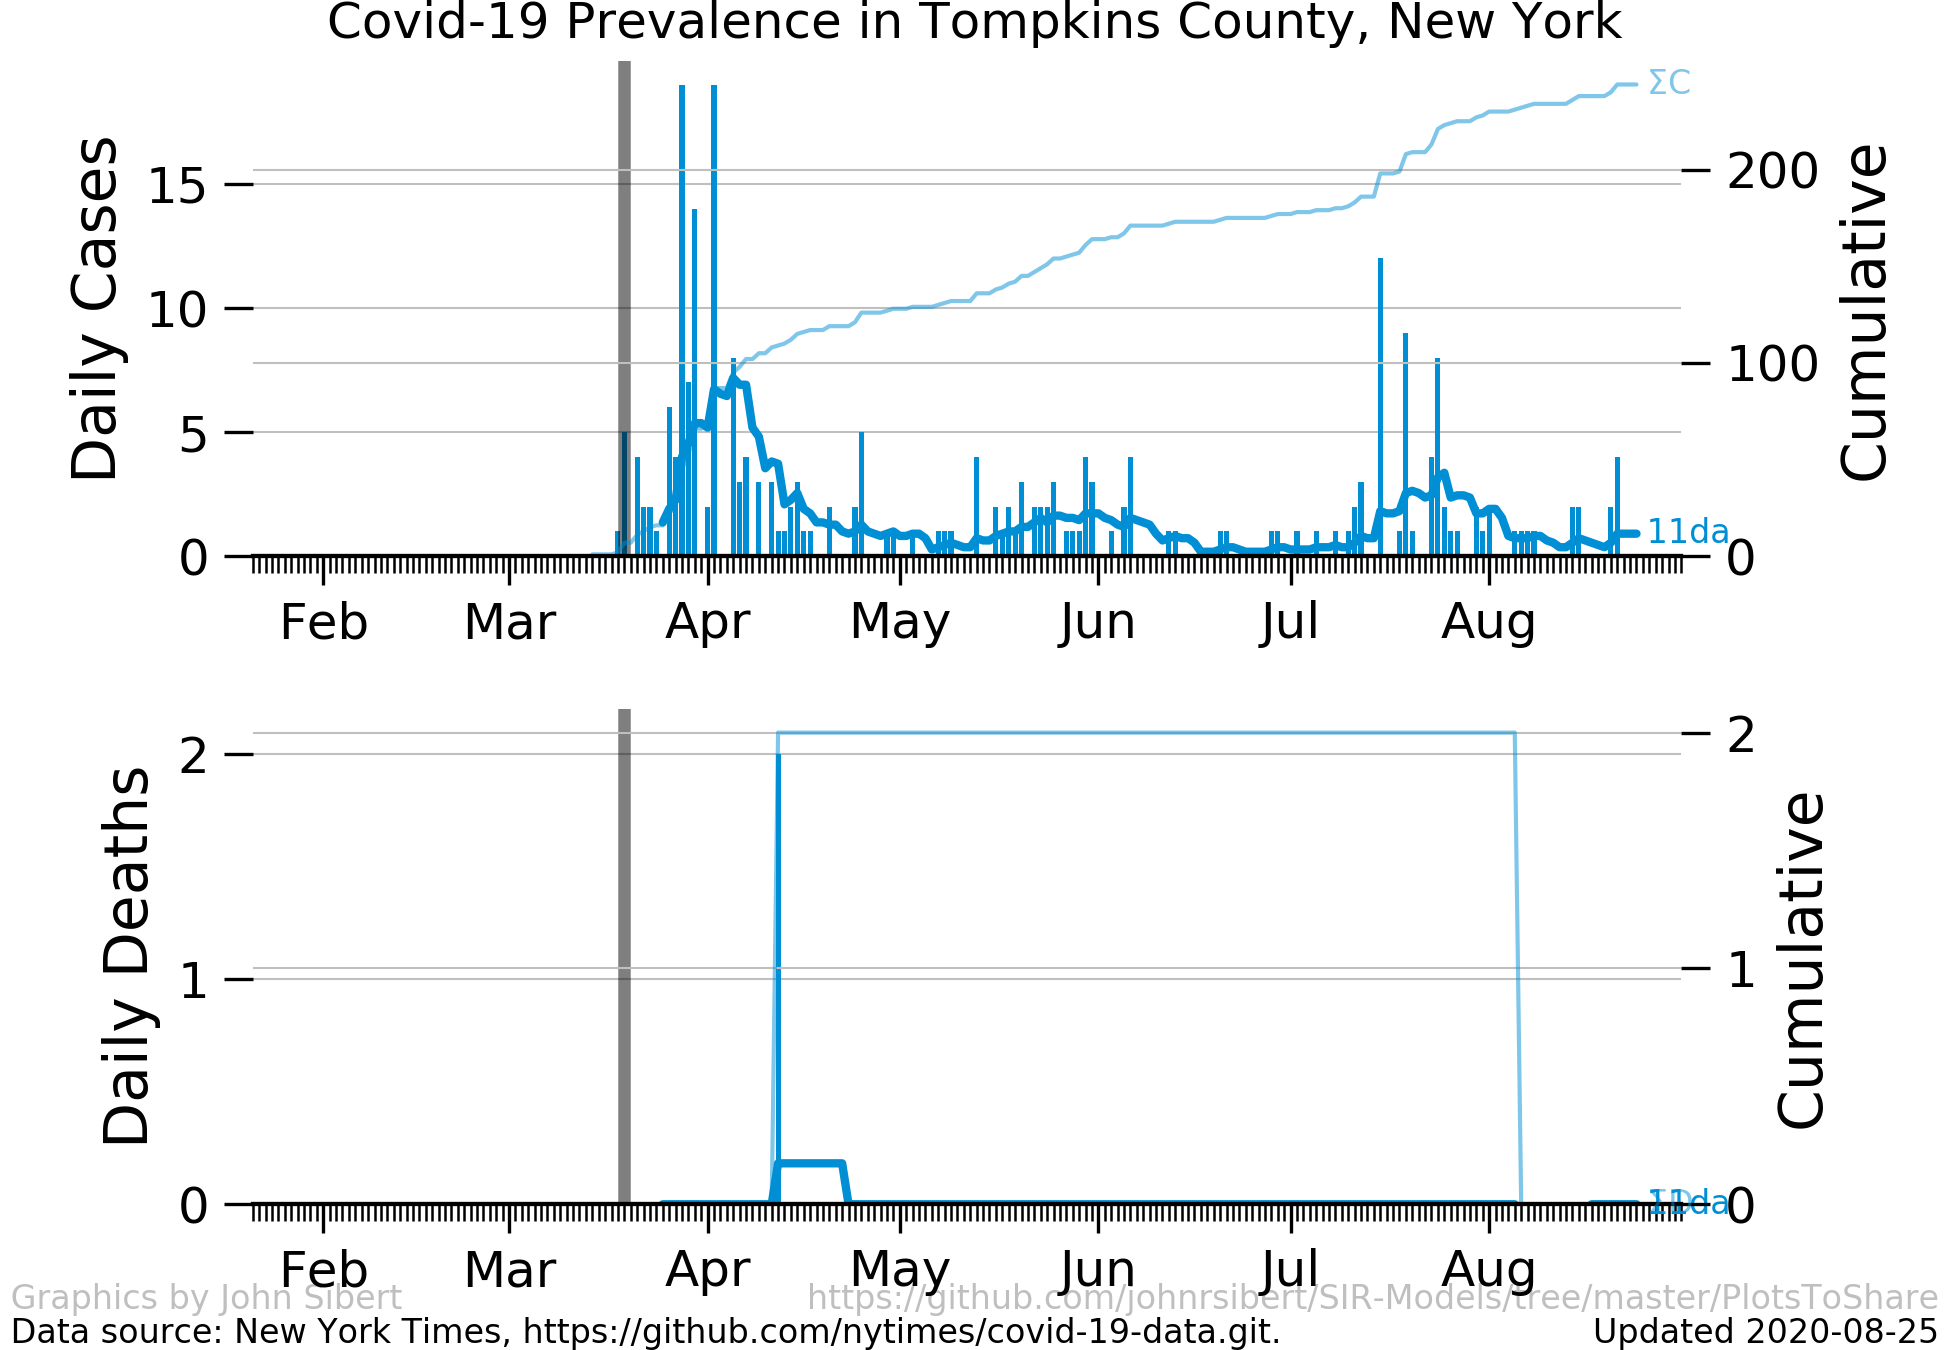 Covid-19 Prevalence in Tompkins County, New York
ΣC
15
10
5
0
Daily Cases
200
100
0
Cumulative
11da
Feb Mar Apr May Jun Jul Aug
2
1
0
Daily Deaths
2
1
0
Cumulative
ΣD
11da
Feb Mar Apr May Jun Jul Aug
Graphics by John Sibert https://github.com/johnrsibert/SIR-Models/tree/master/PlotsToShare
Data source: New York Times, https://github.com/nytimes/covid-19-data.git. Updated 2020-08-25